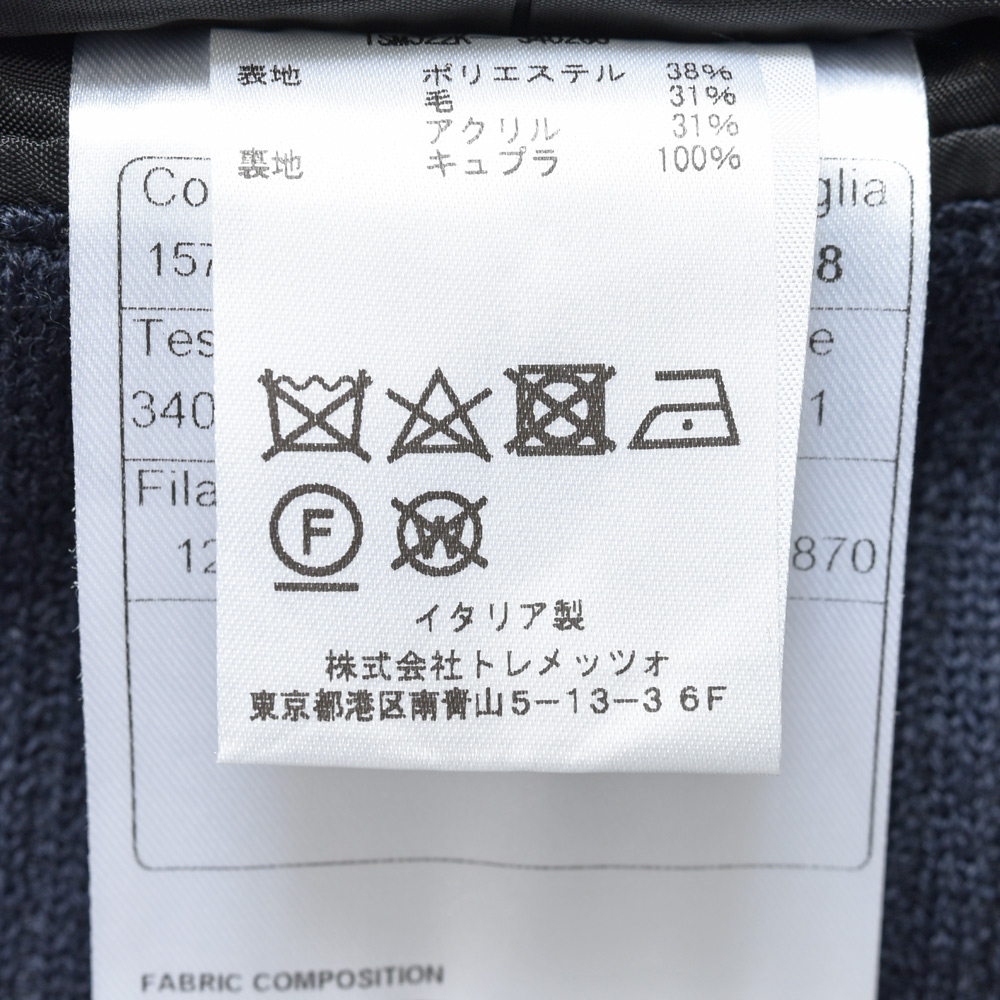 表地 ポリエステル 38%
毛 31%
アクリル 31%
裏地 キュプラ 100%
Co
glia
157
8
Tes
e
340
1
Fila
12
870
F
W
イタリア製
株式会社トレメッツォ
東京都港区南青山5-13-3 6F
FABRIC COMPOSITION